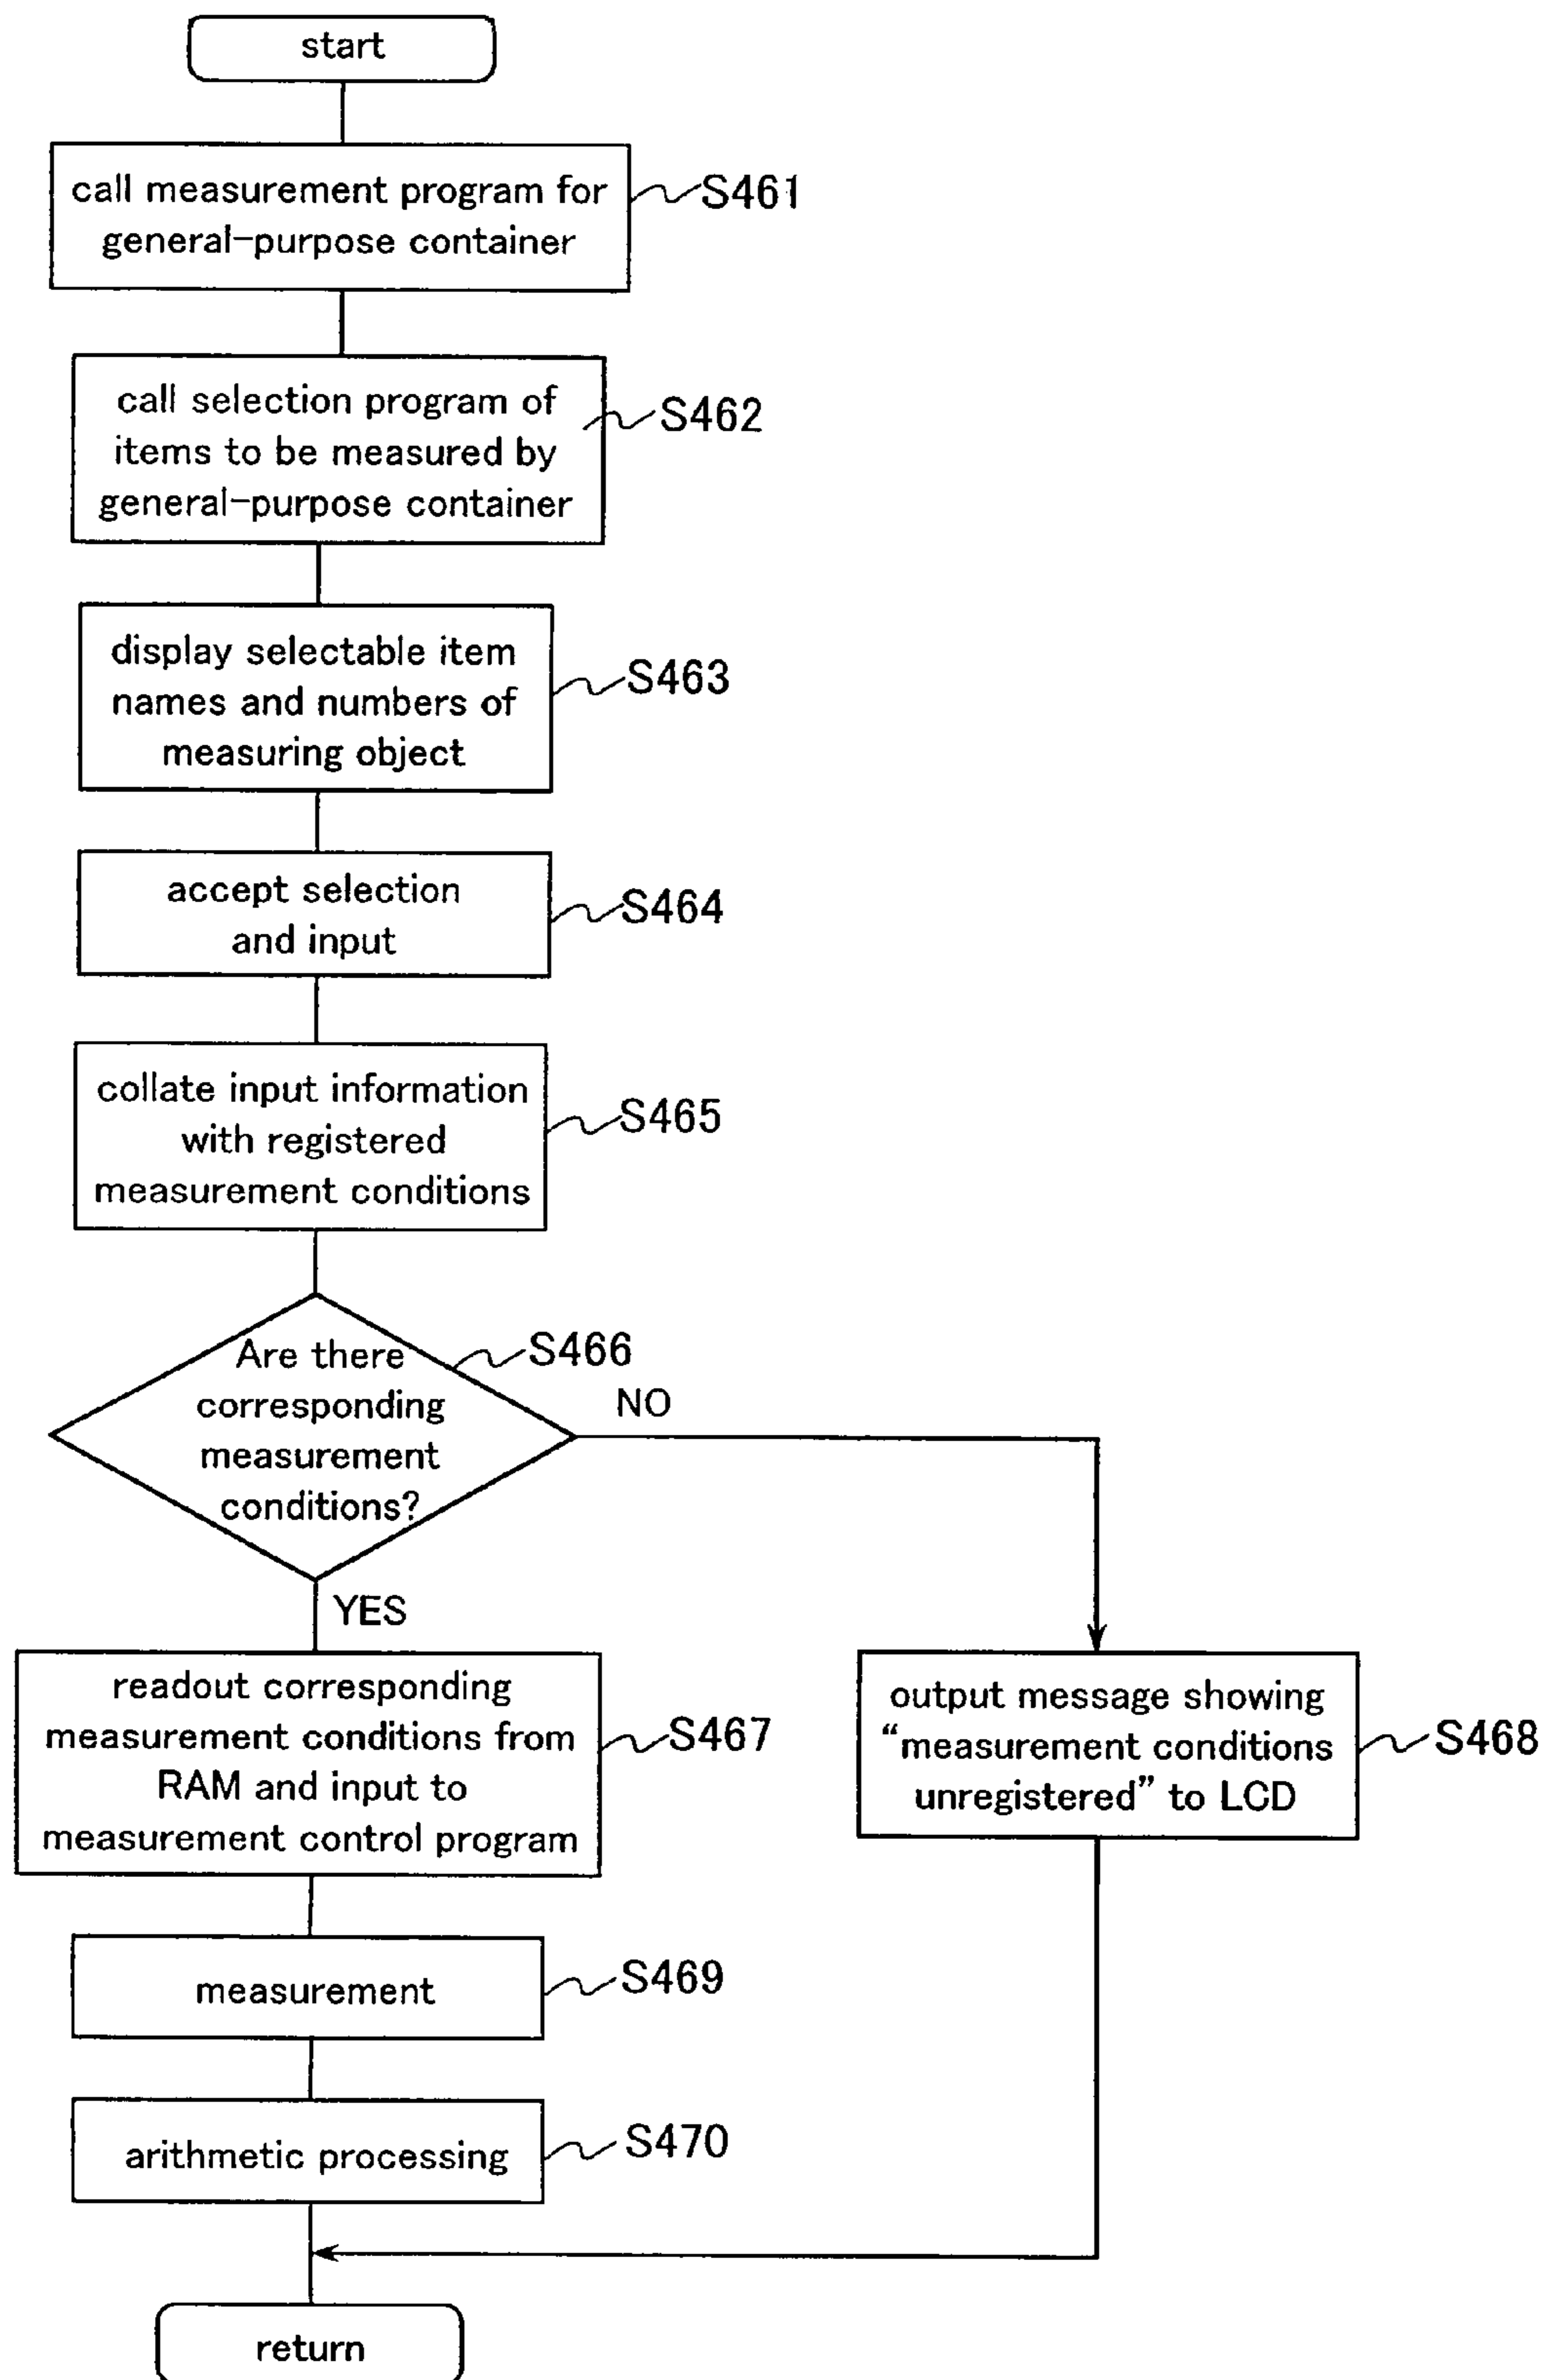 start
call measurement program for
general-purpose container
S461
call selection program of
items to be measured by
general-purpose container
S462
display selectable item
names and numbers of
measuring object
S463
accept selection
and input
S464
collate input information
with registered
measurement conditions
S465
Are there
corresponding
measurement
conditions?
S466
NO
YES
readout corresponding
measurement conditions from
RAM and input to
measurement control program
S467
output message showing
“measurement conditions
unregistered” to LCD
S468
measurement
S469
arithmetic processing
S470
return